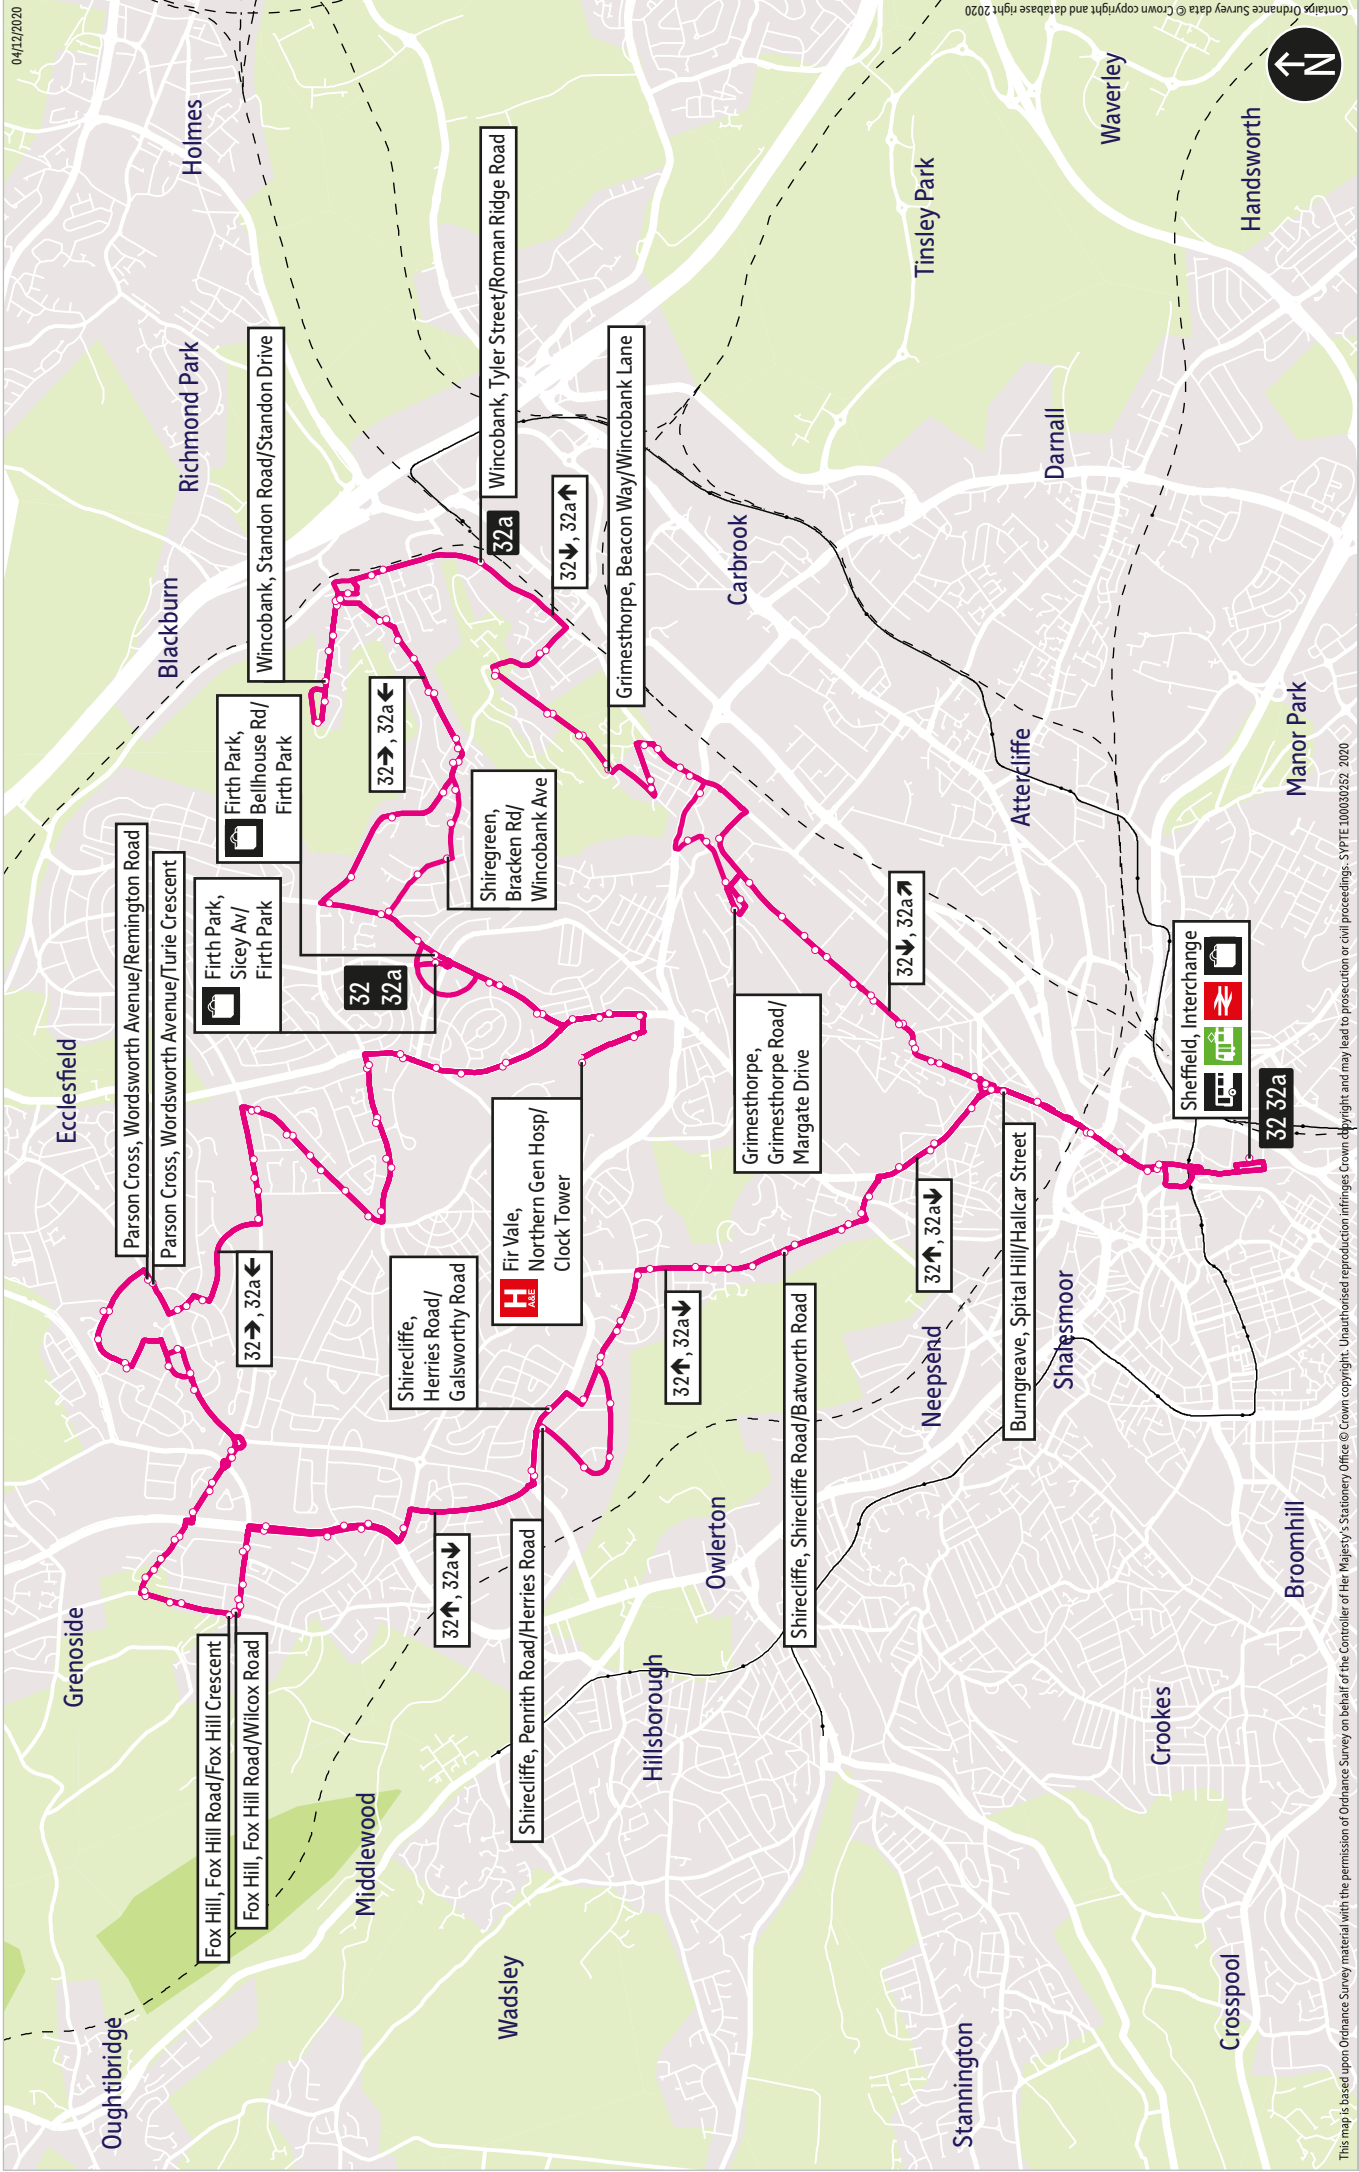 04/12/2020
Contains Ordnance Survey data © Crown copyright and database right 2020
N
Oughtibridge
Grenoside
Ecclesfield
Blackburn
Richmond Park
Holmes
Parson Cross, Wordsworth Avenue/Remington Road
Parson Cross, Wordsworth Avenue/Turie Crescent
Fox Hill, Fox Hill Road/Fox Hill Crescent
Fox Hill, Fox Hill Road/Wilcox Road
32→, 32a←
Firth Park,
Sicey Av/
Firth Park
Firth Park,
Bellhouse Rd/
Firth Park
Wincobank, Standon Road/Standon Drive
32
32a
32→, 32a←
Middlewood
32↑, 32a↓
Shirecliffe,
Herries Road/
Galsworthy Road
Shiregreen,
Bracken Rd/
Wincobank Ave
Wincobank, Tyler Street/Roman Ridge Road
32a
Wadsley
Shirecliffe, Penrith Road/Herries Road
H
A&E
Fir Vale,
Northern Gen Hosp/
Clock Tower
32↓, 32a↑
Grimesthorpe, Beacon Way/Wincobank Lane
Hillsborough
Owlerton
32↑, 32a↓
Carbrook
Grimesthorpe,
Grimesthorpe Road/
Margate Drive
Shirecliffe, Shirecliffe Road/Batworth Road
32↓, 32a↗
Tinsley Park
Stannington
Neepsend
32↑, 32a↓
Burngreave, Spital Hill/Hallcar Street
Attercliffe
Darnall
Waverley
Shalesmoor
Crookes
Sheffield, Interchange
32 32a
Handsworth
Crosspool
Broomhill
Manor Park
This map is based upon Ordnance Survey material with the permission of Ordnance Survey on behalf of the Controller of Her Majesty's Stationery Office © Crown copyright. Unauthorised reproduction infringes Crown copyright and may lead to prosecution or civil proceedings. SYPTE 100030252 2020